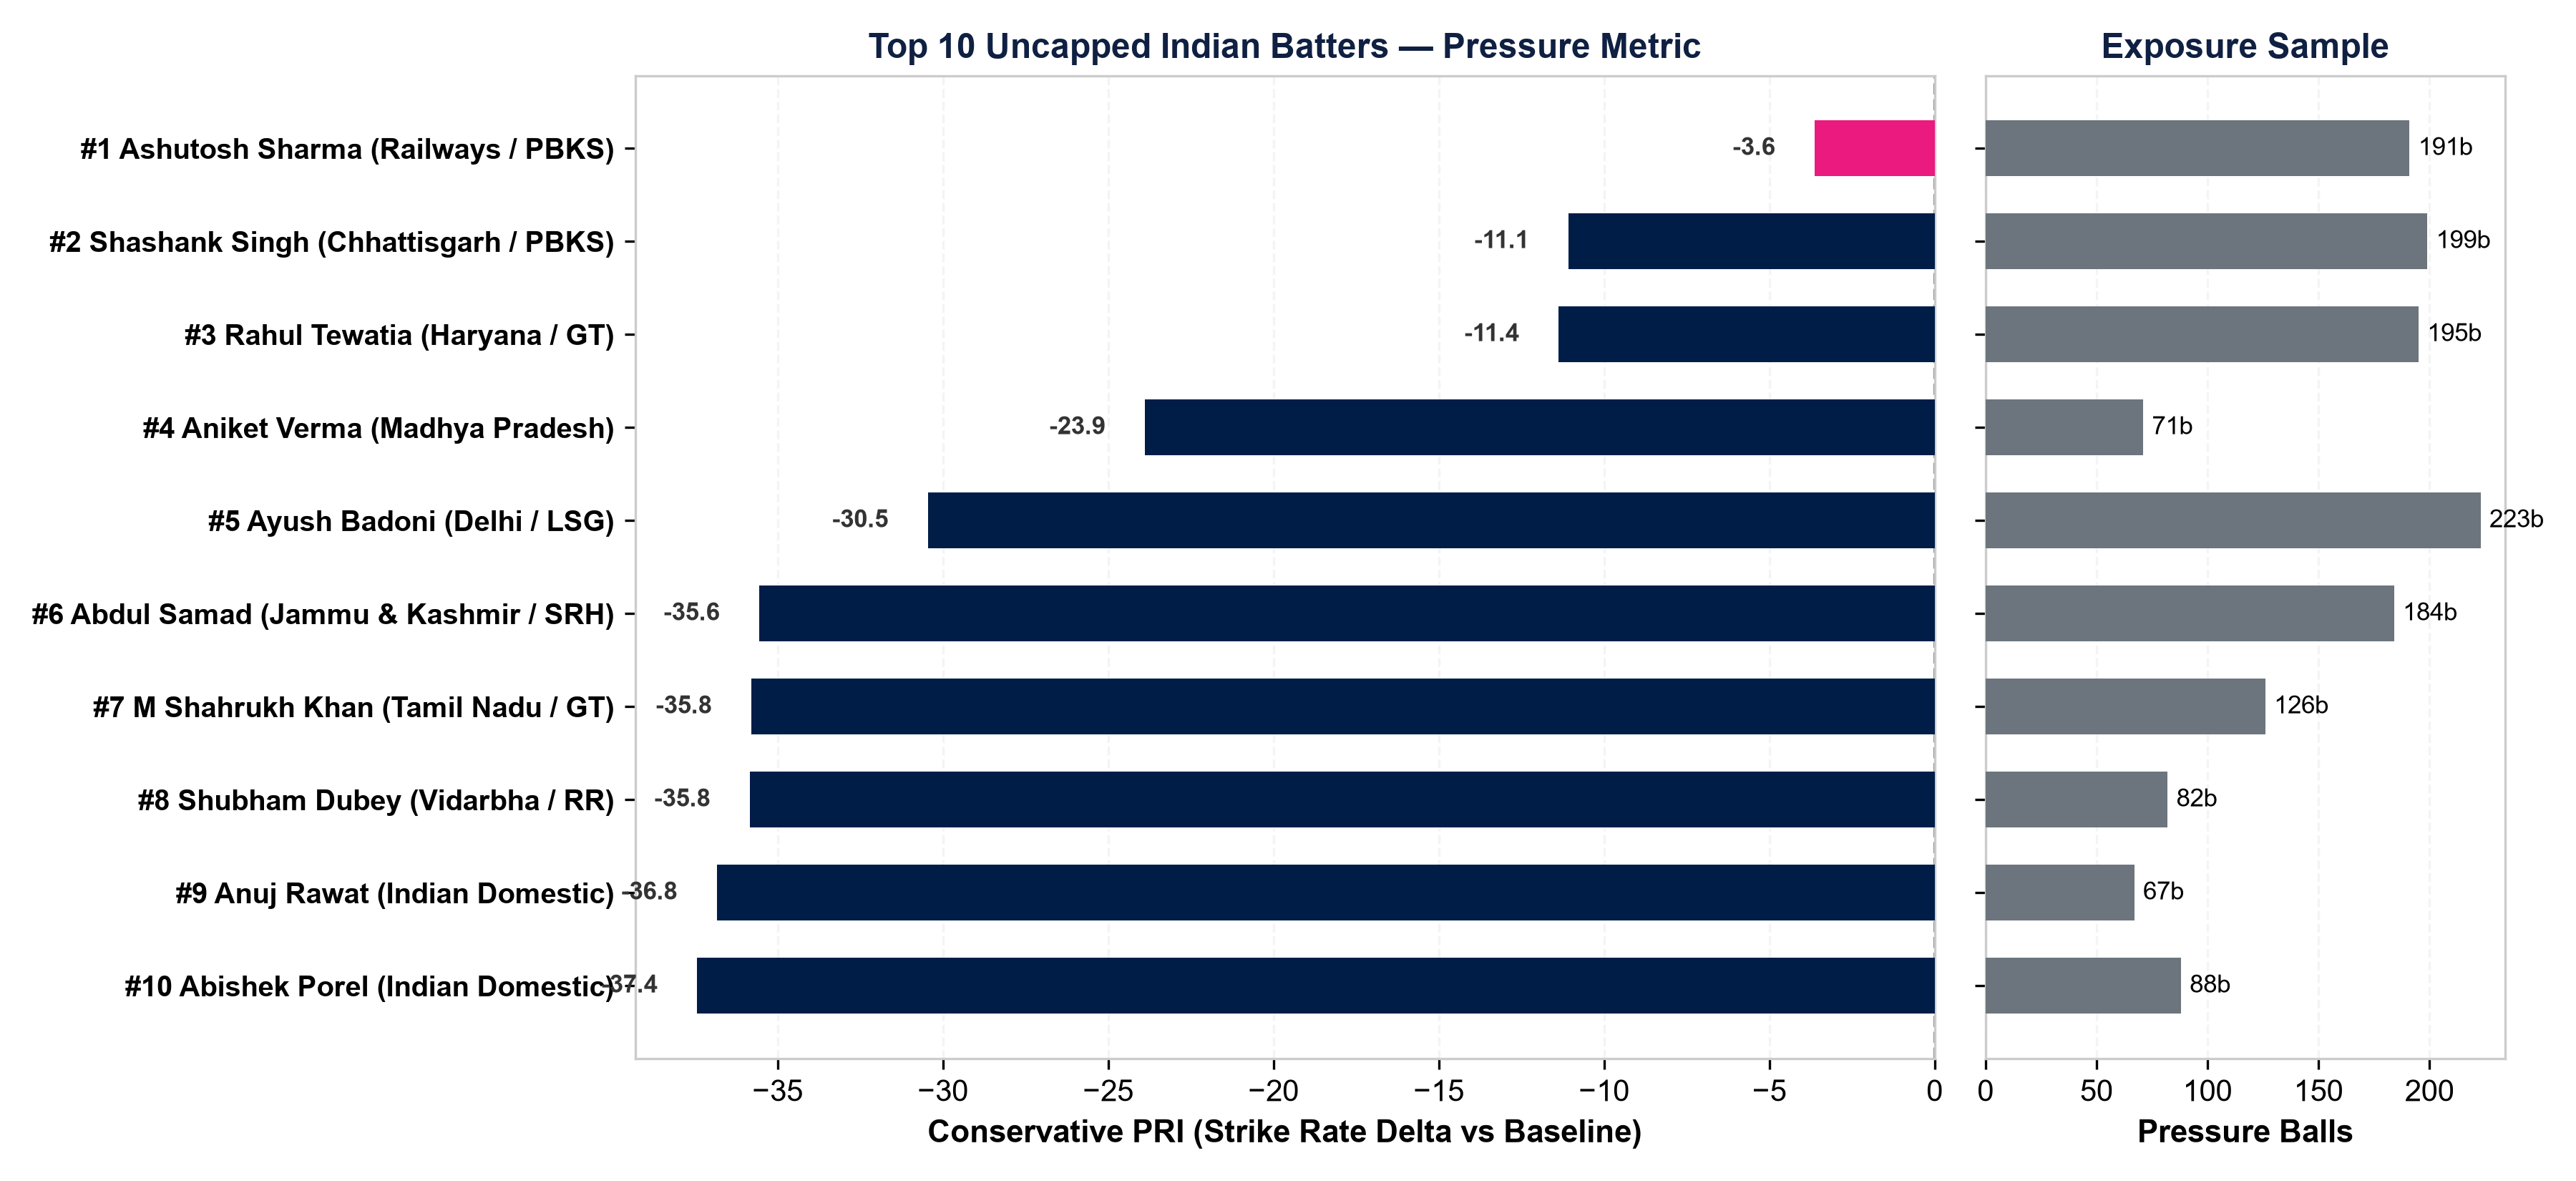 Top 10 Uncapped Indian Batters — Pressure Metric
Exposure Sample
#1 Ashutosh Sharma (Railways / PBKS)
-3.6
191b
#2 Shashank Singh (Chhattisgarh / PBKS)
-11.1
199b
#3 Rahul Tewatia (Haryana / GT)
-11.4
195b
#4 Aniket Verma (Madhya Pradesh)
-23.9
71b
#5 Ayush Badoni (Delhi / LSG)
-30.5
223b
#6 Abdul Samad (Jammu & Kashmir / SRH)
-35.6
184b
#7 M Shahrukh Khan (Tamil Nadu / GT)
-35.8
126b
#8 Shubham Dubey (Vidarbha / RR)
-35.8
82b
#9 Anuj Rawat (Indian Domestic)
-36.8
67b
#10 Abishek Porel (Indian Domestic)
-37.4
88b
−35 −30 −25 −20 −15 −10 −5 0
0 50 100 150 200
Conservative PRI (Strike Rate Delta vs Baseline)
Pressure Balls